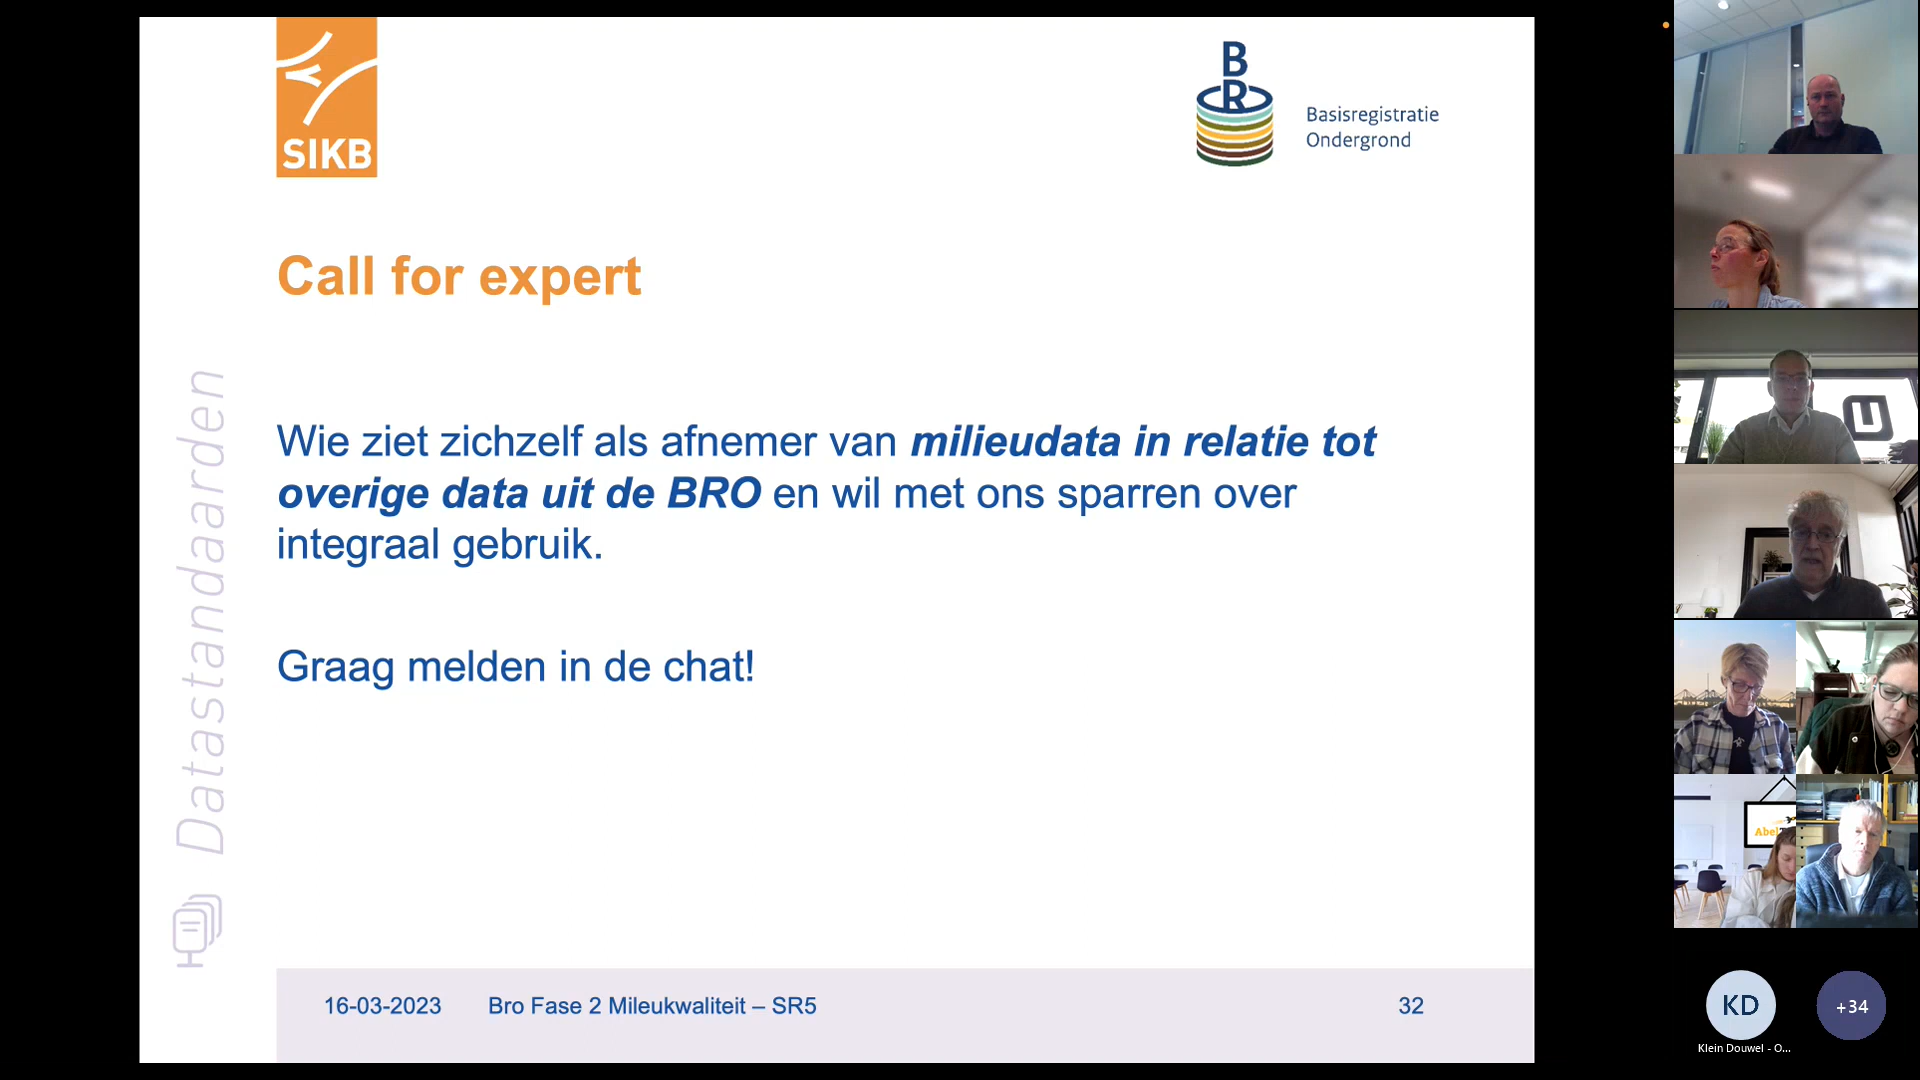 SIKB
B
R
Basisregistratie
Ondergrond
Call for expert
Wie ziet zichzelf als afnemer van milieudata in relatie tot
overige data uit de BRO en wil met ons sparren over
integraal gebruik.
Graag melden in de chat!
Datastandaarden
16-03-2023 Bro Fase 2 Mileukwaliteit – SR5 32
Abel
KD
+34
Klein Douwel - O...